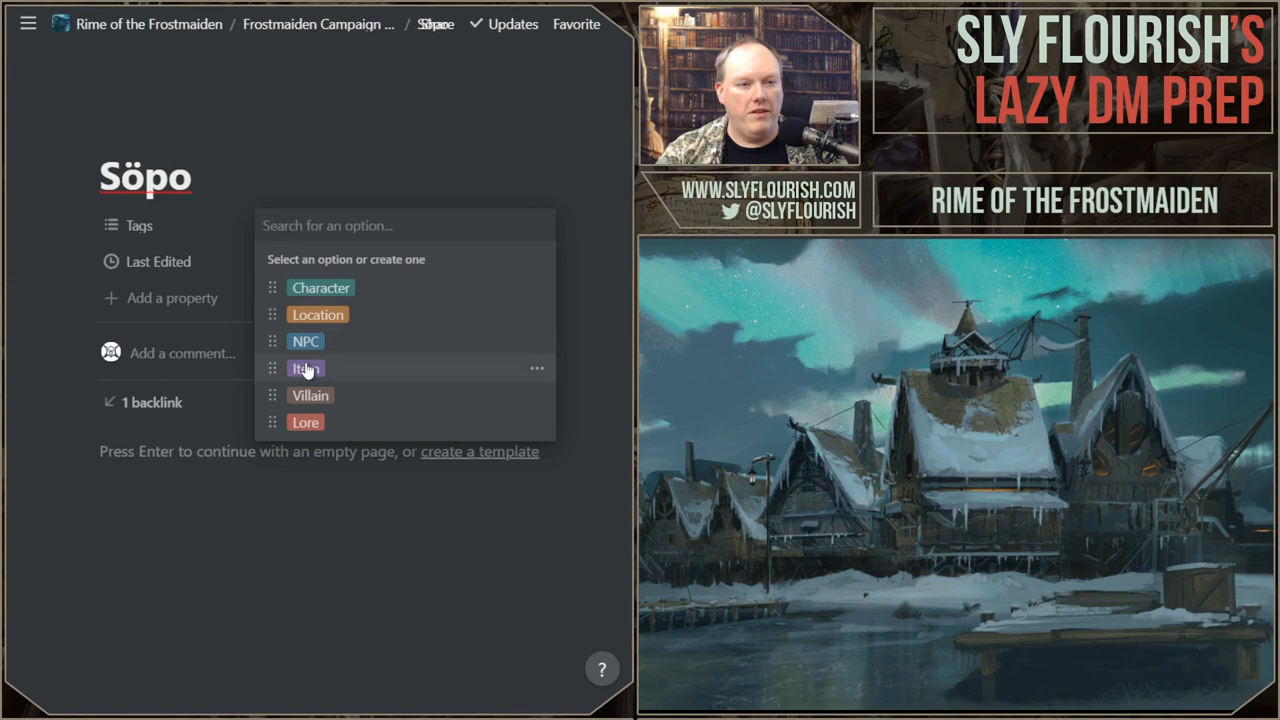 Rime of the Frostmaiden / Frostmaiden Campaign ... / Share Updates Favorite
Söpo
Tags
Last Edited
Add a property
Add a comment...
1 backlink
Press Enter to continue with an empty page, or create a template
Search for an option...
Select an option or create one
Character
Location
NPC
Item
Villain
Lore
?
SLY FLOURISH'S
LAZY DM PREP
WWW.SLYFLOURISH.COM
@SLYFLOURISH
RIME OF THE FROSTMAIDEN